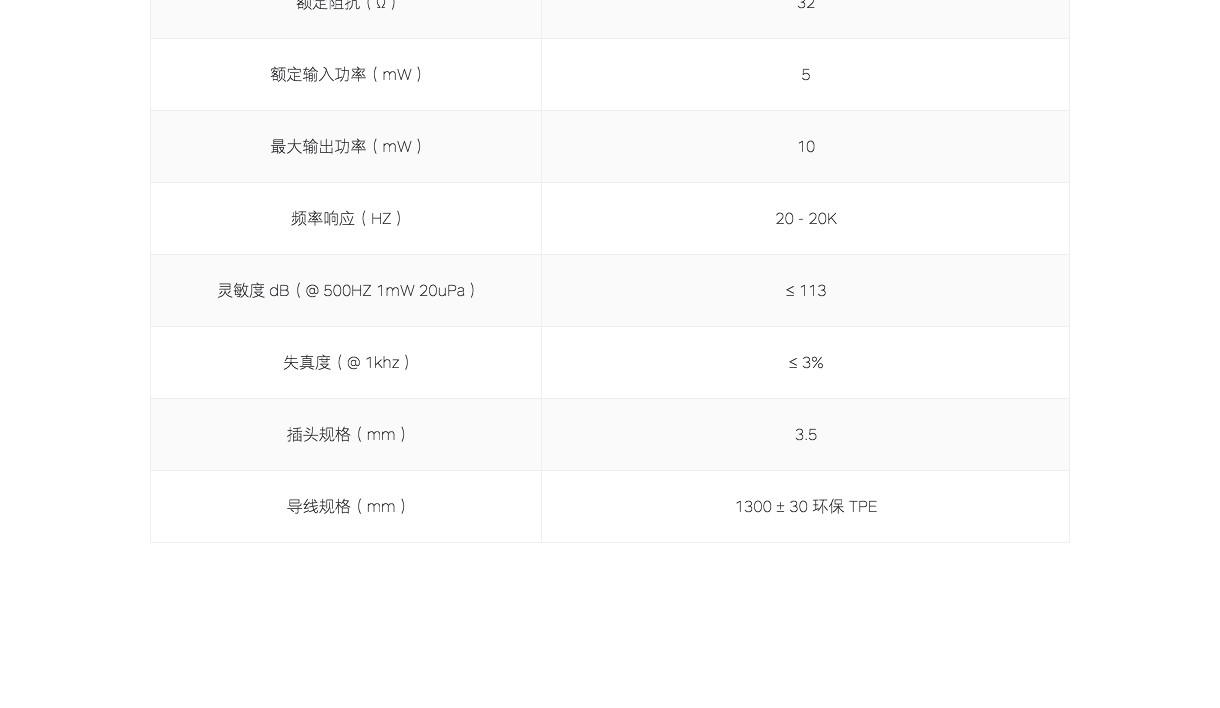 额定阻抗（Ω） 32
额定输入功率（mW） 5
最大输出功率（mW） 10
频率响应（HZ） 20 - 20K
灵敏度 dB（@ 500HZ 1mW 20uPa） ≤ 113
失真度（@ 1khz） ≤ 3%
插头规格（mm） 3.5
导线规格（mm） 1300 ± 30 环保 TPE